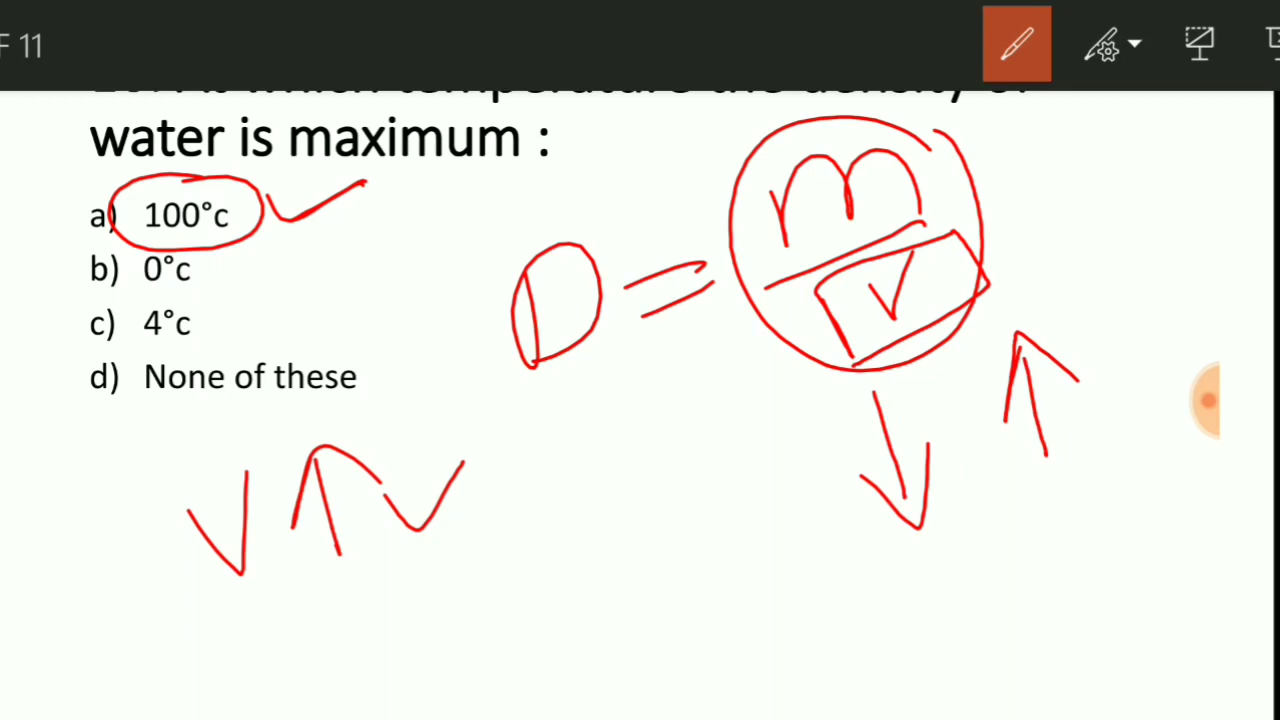 F 11
water is maximum :
a) 100°c
b) 0°c
c) 4°c
d) None of these
D = m
V
V